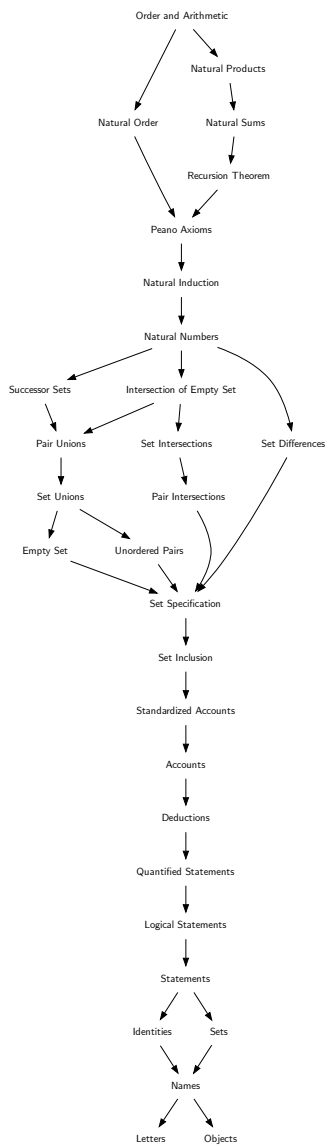 Order and Arithmetic
Natural Products
Natural Order
Natural Sums
Recursion Theorem
Peano Axioms
Natural Induction
Natural Numbers
Successor Sets
Intersection of Empty Set
Pair Unions
Set Intersections
Set Differences
Set Unions
Pair Intersections
Empty Set
Unordered Pairs
Set Specification
Set Inclusion
Standardized Accounts
Accounts
Deductions
Quantified Statements
Logical Statements
Statements
Identities
Sets
Names
Letters
Objects